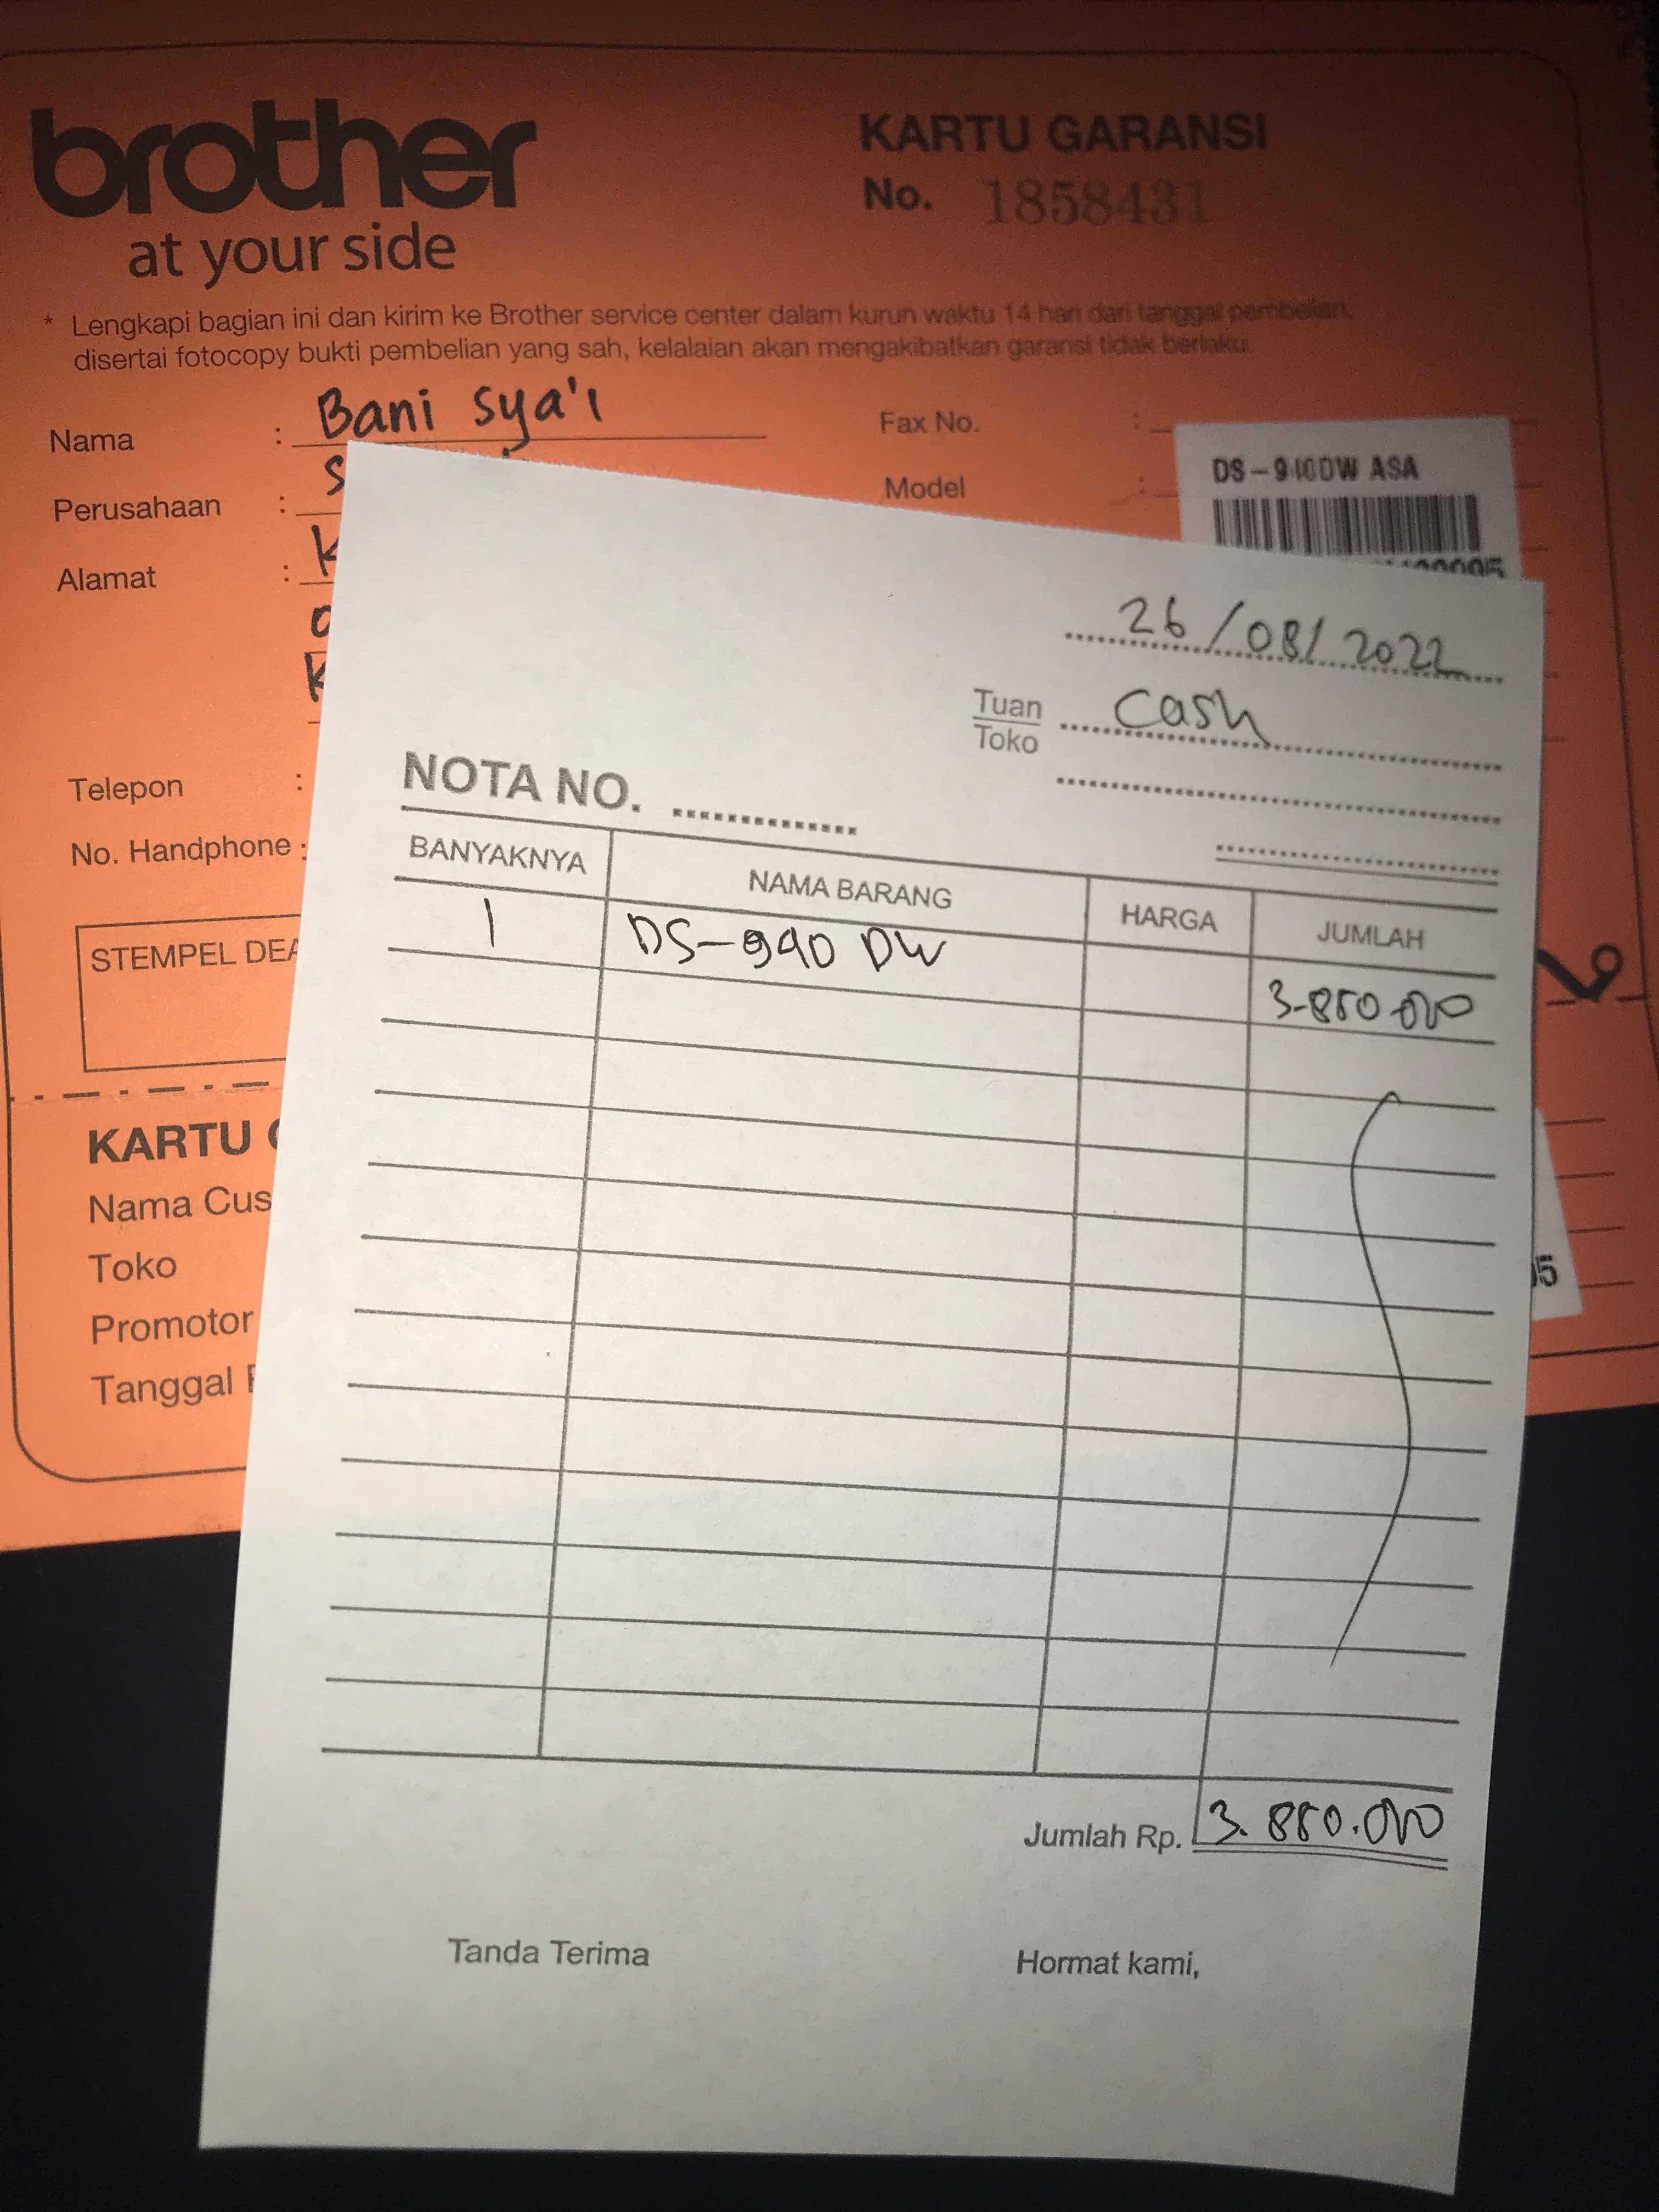 brother
at your side
KARTU GARANSI
No. 1858431
* Lengkapi bagian ini dan kirim ke Brother service center dalam kurun waktu 14 hari dari tanggal pembelian,
disertai fotocopy bukti pembelian yang sah, kelalaian akan mengakibatkan garansi tidak berlaku.
Nama : Bani Sya'i
Perusahaan :
Alamat :
Telepon :
No. Handphone :
Fax No. :
Model :
DS-940DW ASA
STEMPEL
KARTU
Nama
Toko
Promotor
Tanggal
26/08/2022
Tuan
Toko
Cash
NOTA NO.
BANYAKNYA NAMA BARANG HARGA JUMLAH
1 DS-940 DW 3.850.000
Jumlah Rp. 3.850.000
Tanda Terima Hormat kami,